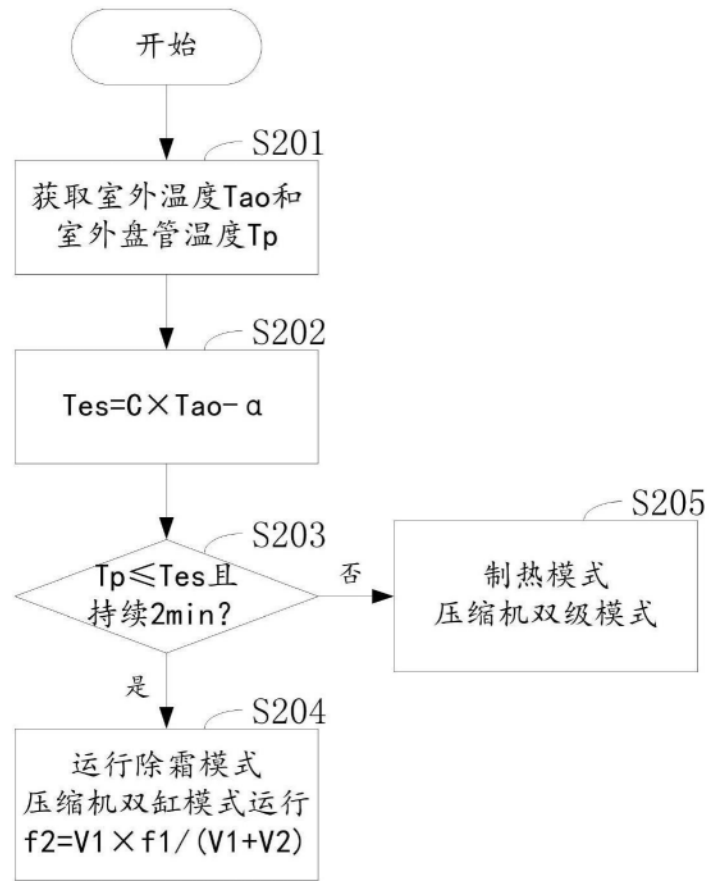 开始
S201
获取室外温度Tao和
室外盘管温度Tp
S202
Tes=C×Tao-α
S203
Tp≤Tes且
持续2min?
否
S205
制热模式
压缩机双级模式
是
S204
运行除霜模式
压缩机双缸模式运行
f2=V1×f1/(V1+V2)